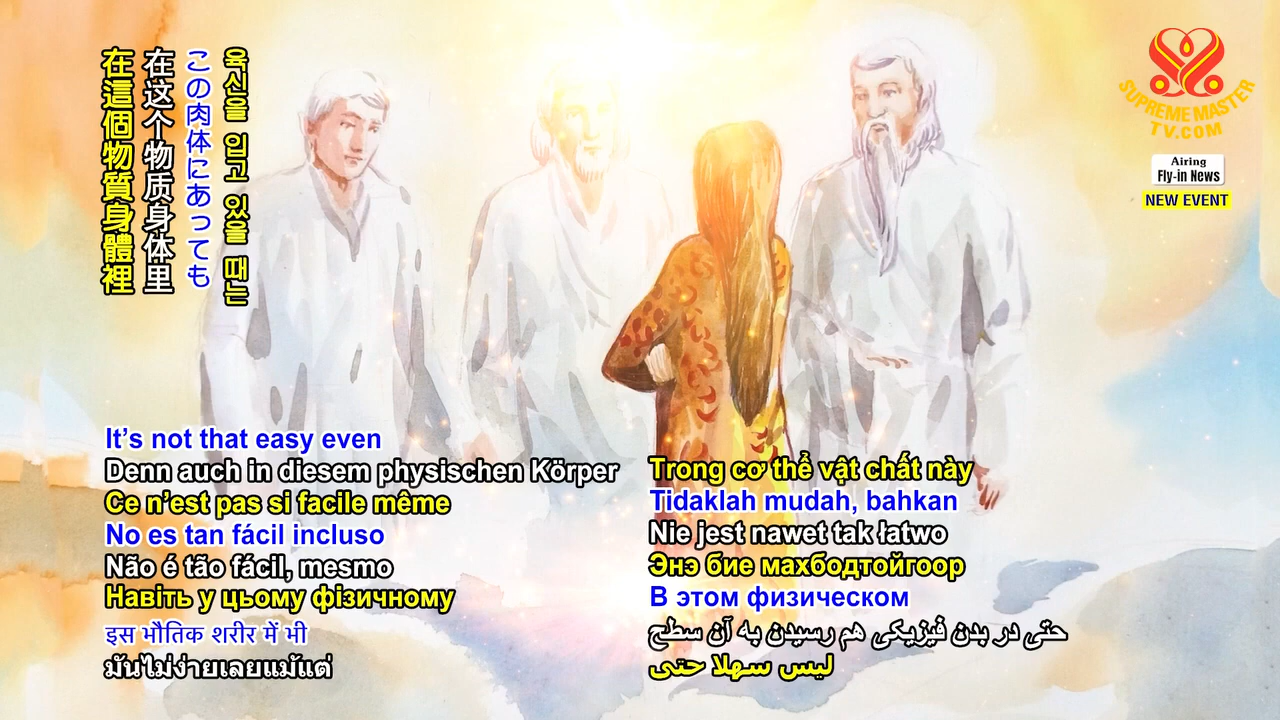 在這個物質身體裡
在这个物质身体里
この肉体にあっても
육신을 입고 있을 때는
SUPREME MASTER
TV.COM
Airing
Fly-in News
NEW EVENT
It's not that easy even
Denn auch in diesem physischen Körper
Ce n'est pas si facile même
No es tan fácil incluso
Não é tão fácil, mesmo
Навіть у цьому фізичному
इस भौतिक शरीर में भी
มันไม่ง่ายเลยแม้แต่
Trong cơ thể vật chất này
Tidaklah mudah, bahkan
Nie jest nawet tak łatwo
Энэ бие махбодтойгоор
В этом физическом
حتی در بدن فیزیکی هم رسیدن به آن سطح
ليس سهلا حتى